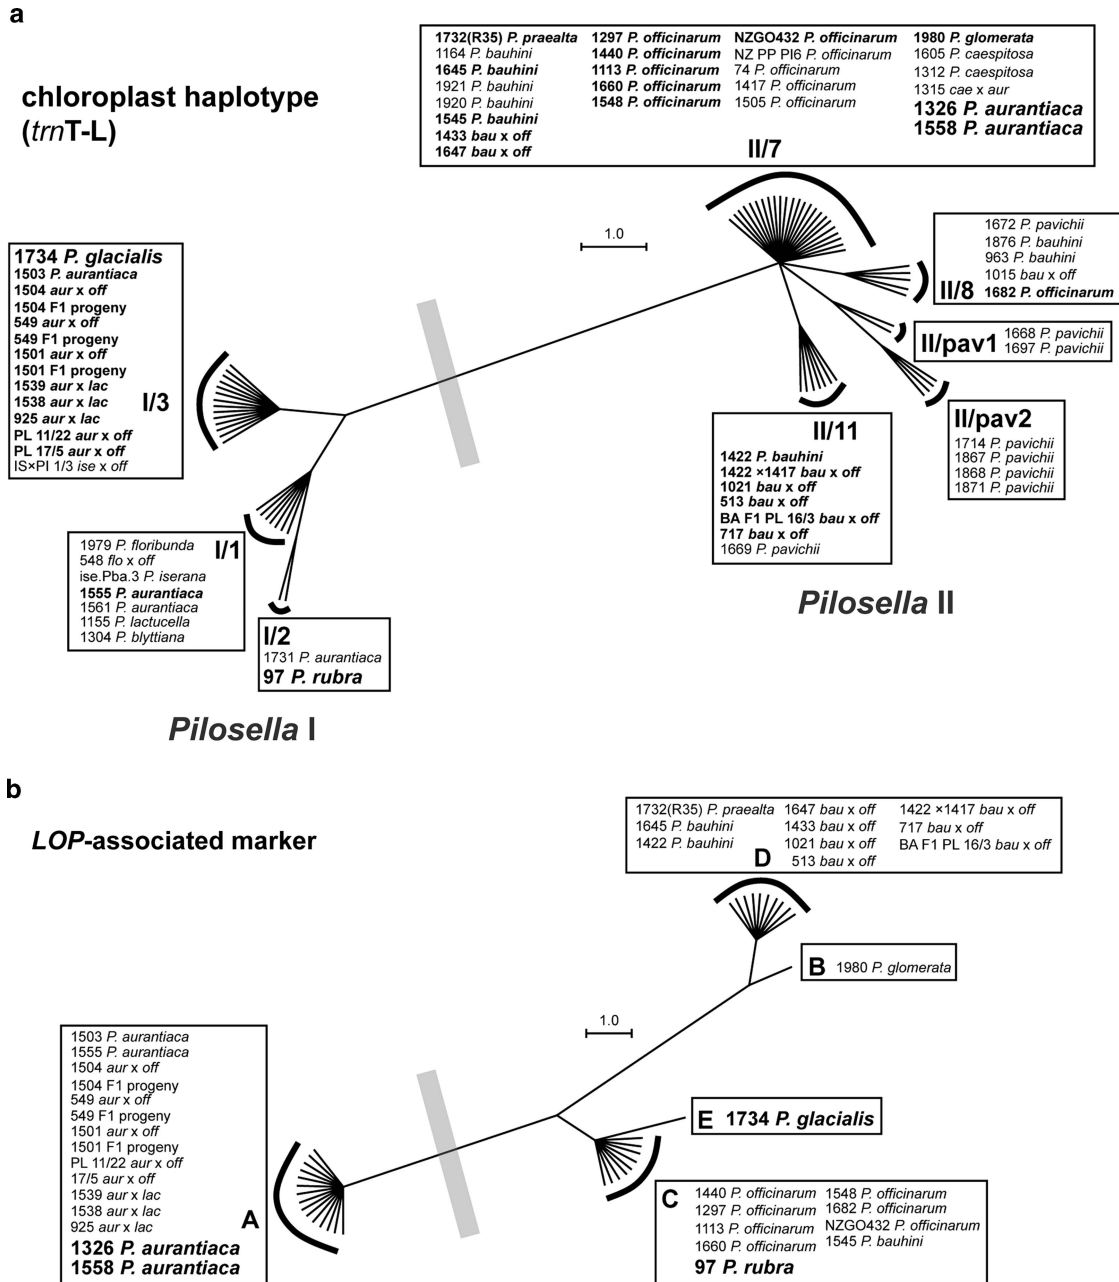 a
chloroplast haplotype
(trnT-L)
1732(R35) P. praealta
1164 P. bauhini
1645 P. bauhini
1921 P. bauhini
1920 P. bauhini
1545 P. bauhini
1433 bau x off
1647 bau x off
1297 P. officinarum
1440 P. officinarum
1113 P. officinarum
1660 P. officinarum
1548 P. officinarum
NZGO432 P. officinarum
NZ PP PI6 P. officinarum
74 P. officinarum
1417 P. officinarum
1505 P. officinarum
1980 P. glomerata
1605 P. caespitosa
1312 P. caespitosa
1315 cae x aur
1326 P. aurantiaca
1558 P. aurantiaca
II/7
1.0
1734 P. glacialis
1503 P. aurantiaca
1504 aur x off
1504 F1 progeny
549 aur x off
549 F1 progeny
1501 aur x off
1501 F1 progeny
1539 aur x lac
1538 aur x lac
925 aur x lac
PL 11/22 aur x off
PL 17/5 aur x off
IS×PI 1/3 ise x off
I/3
1672 P. pavichii
1876 P. bauhini
963 P. bauhini
1015 bau x off
1682 P. officinarum
II/8
II/pav1
1668 P. pavichii
1697 P. pavichii
II/pav2
1714 P. pavichii
1867 P. pavichii
1868 P. pavichii
1871 P. pavichii
II/11
1422 P. bauhini
1422 ×1417 bau x off
1021 bau x off
513 bau x off
BA F1 PL 16/3 bau x off
717 bau x off
1669 P. pavichii
I/1
1979 P. floribunda
548 flo x off
ise.Pba.3 P. iserana
1555 P. aurantiaca
1561 P. aurantiaca
1155 P. lactucella
1304 P. blyttiana
I/2
1731 P. aurantiaca
97 P. rubra
Pilosella II
Pilosella I
b
LOP-associated marker
1732(R35) P. praealta
1645 P. bauhini
1422 P. bauhini
1647 bau x off
1433 bau x off
1021 bau x off
513 bau x off
1422 ×1417 bau x off
717 bau x off
BA F1 PL 16/3 bau x off
D
B 1980 P. glomerata
1.0
E 1734 P. glacialis
1503 P. aurantiaca
1555 P. aurantiaca
1504 aur x off
1504 F1 progeny
549 aur x off
549 F1 progeny
1501 aur x off
1501 F1 progeny
PL 11/22 aur x off
17/5 aur x off
1539 aur x lac
1538 aur x lac
925 aur x lac
1326 P. aurantiaca
1558 P. aurantiaca
A
C
1440 P. officinarum
1297 P. officinarum
1113 P. officinarum
1660 P. officinarum
97 P. rubra
1548 P. officinarum
1682 P. officinarum
NZGO432 P. officinarum
1545 P. bauhini